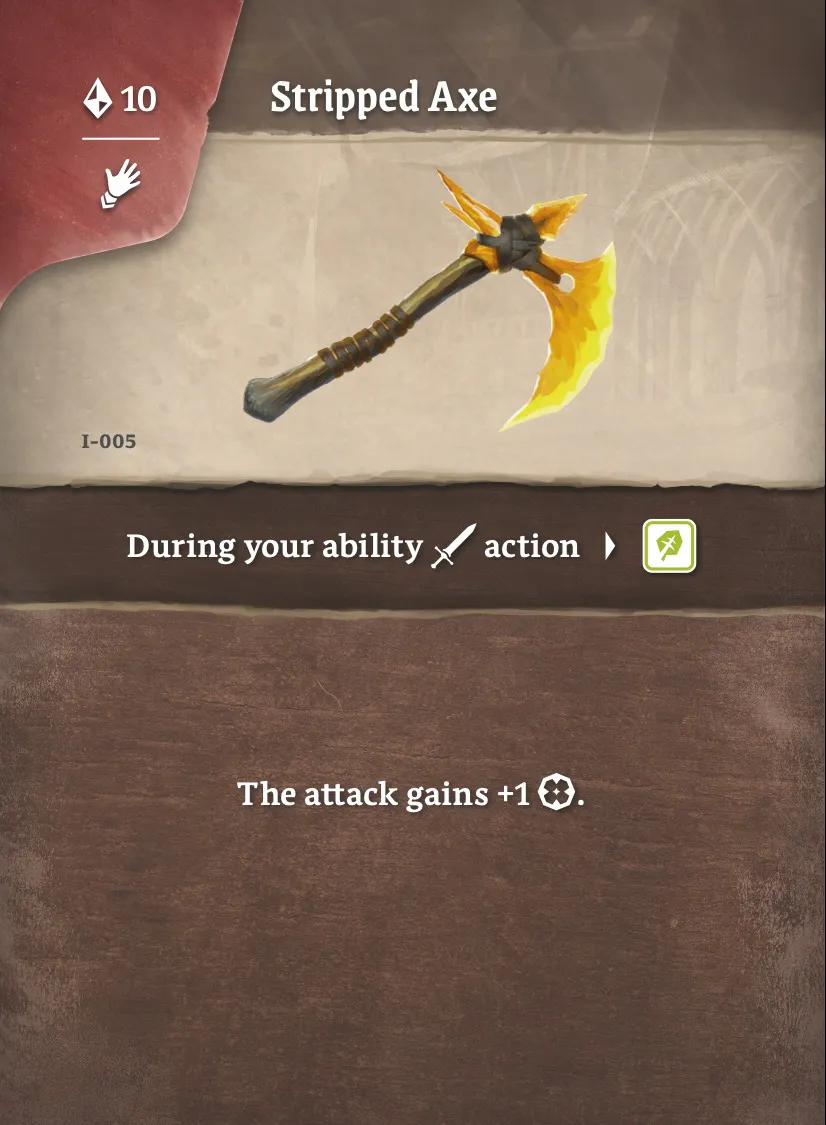 10
Stripped Axe
I-005
During your ability action
The attack gains +1 .